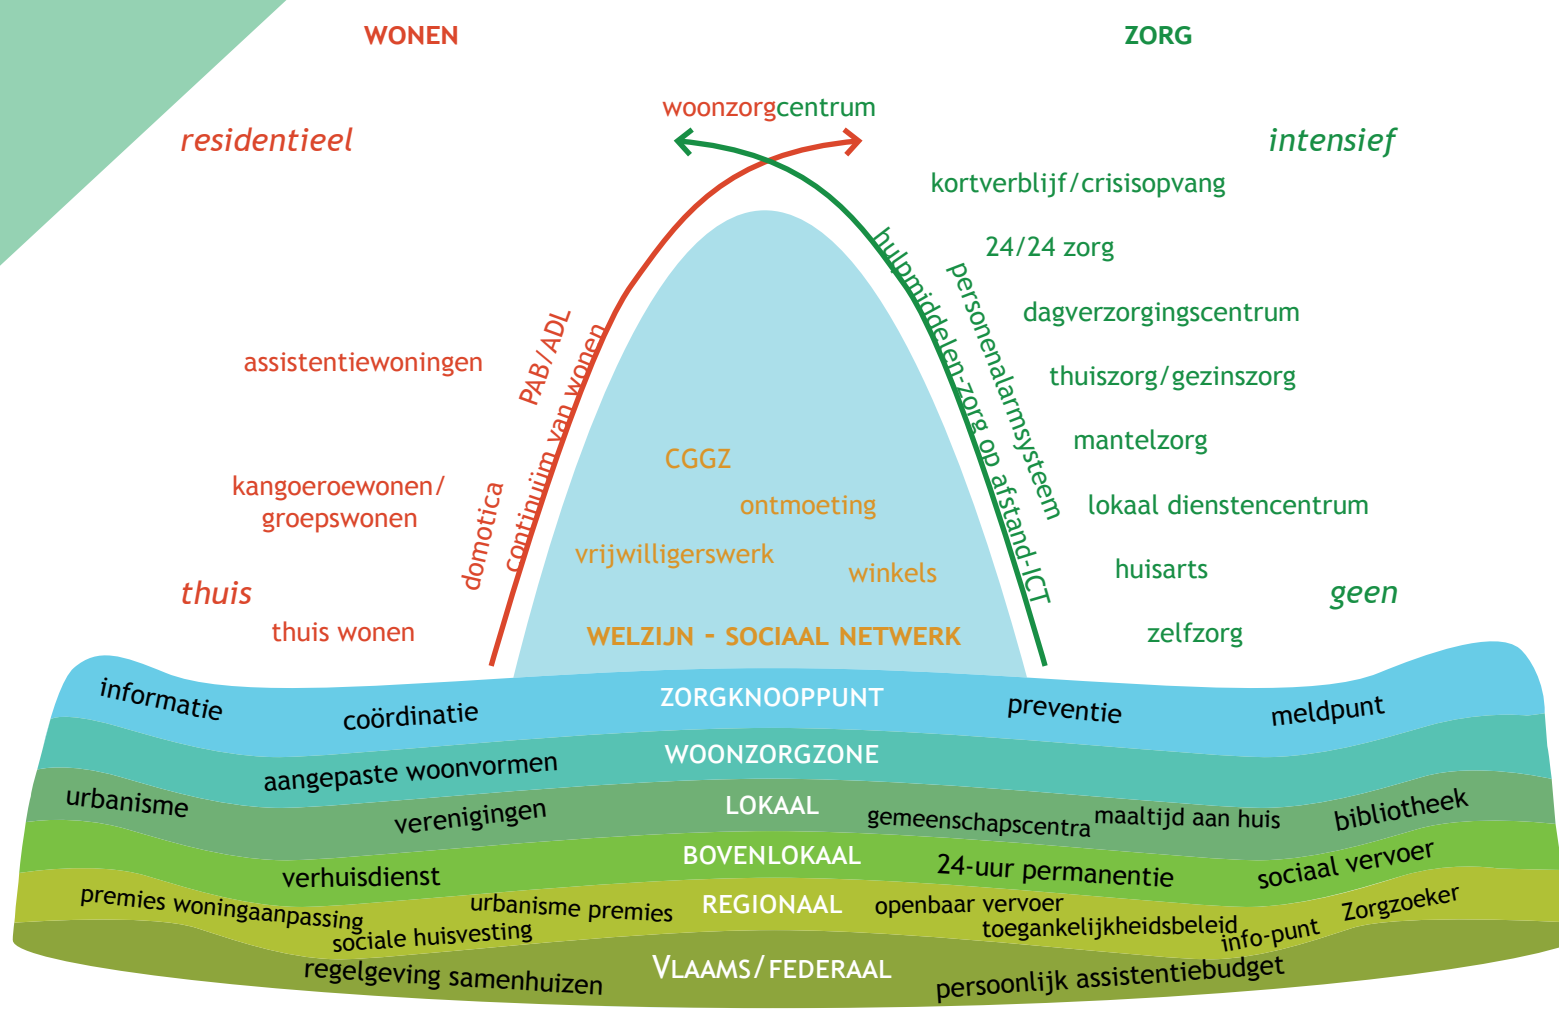 WONEN
ZORG
woonzorgcentrum
residentieel
intensief
kortverblijf/crisisopvang
24/24 zorg
hulpmiddelen-zorg op afstand-ICT
personenalarmsysteem
dagverzorgingscentrum
PAB/ADL
continuüm van wonen
assistentiewoningen
thuiszorg/gezinszorg
mantelzorg
CGGZ
domotica
kangoeroewonen/
groepswonen
ontmoeting
lokaal dienstencentrum
vrijwilligerswerk
winkels
huisarts
thuis
geen
thuis wonen
WELZIJN - SOCIAAL NETWERK
zelfzorg
informatie
coördinatie
ZORGKNOOPPUNT
preventie
meldpunt
aangepaste woonvormen
WOONZORGZONE
urbanisme
verenigingen
LOKAAL
gemeenschapscentra
maaltijd aan huis
bibliotheek
verhuisdienst
BOVENLOKAAL
24-uur permanentie
sociaal vervoer
premies woningaanpassing
sociale huisvesting
urbanisme premies
REGIONAAL
openbaar vervoer
toegankelijkheidsbeleid
info-punt
Zorgzoeker
regelgeving samenhuizen
VLAAMS/FEDERAAL
persoonlijk assistentiebudget